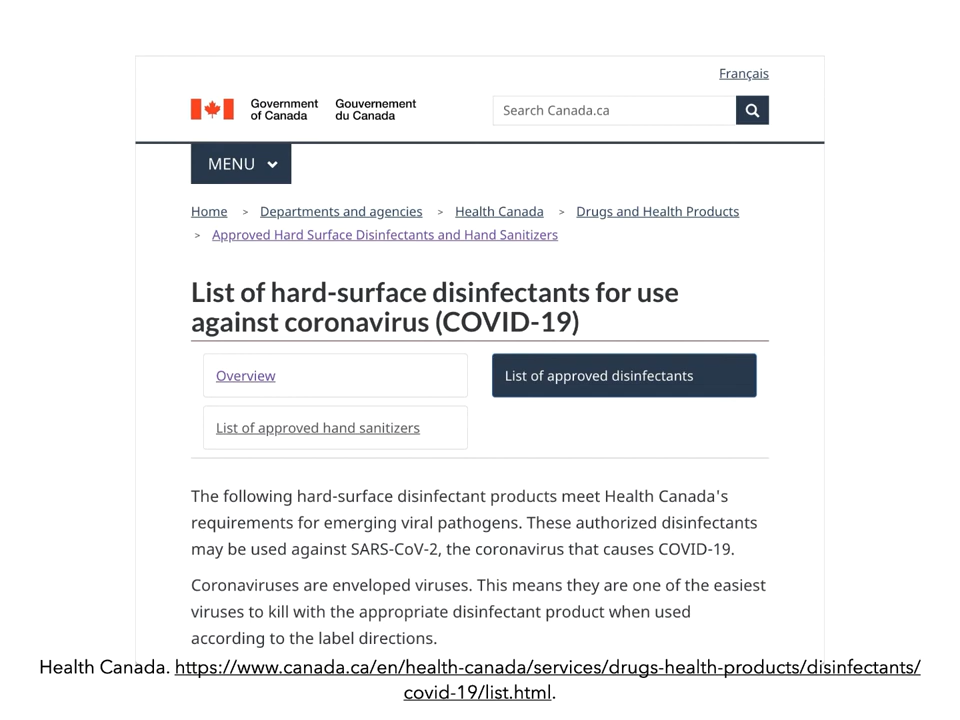 Français
Government of Canada
Gouvernement du Canada
Search Canada.ca
MENU
Home > Departments and agencies > Health Canada > Drugs and Health Products
> Approved Hard Surface Disinfectants and Hand Sanitizers
List of hard-surface disinfectants for use
against coronavirus (COVID-19)
Overview
List of approved disinfectants
List of approved hand sanitizers
The following hard-surface disinfectant products meet Health Canada's
requirements for emerging viral pathogens. These authorized disinfectants
may be used against SARS-CoV-2, the coronavirus that causes COVID-19.
Coronaviruses are enveloped viruses. This means they are one of the easiest
viruses to kill with the appropriate disinfectant product when used
according to the label directions.
Health Canada. https://www.canada.ca/en/health-canada/services/drugs-health-products/disinfectants/
covid-19/list.html.